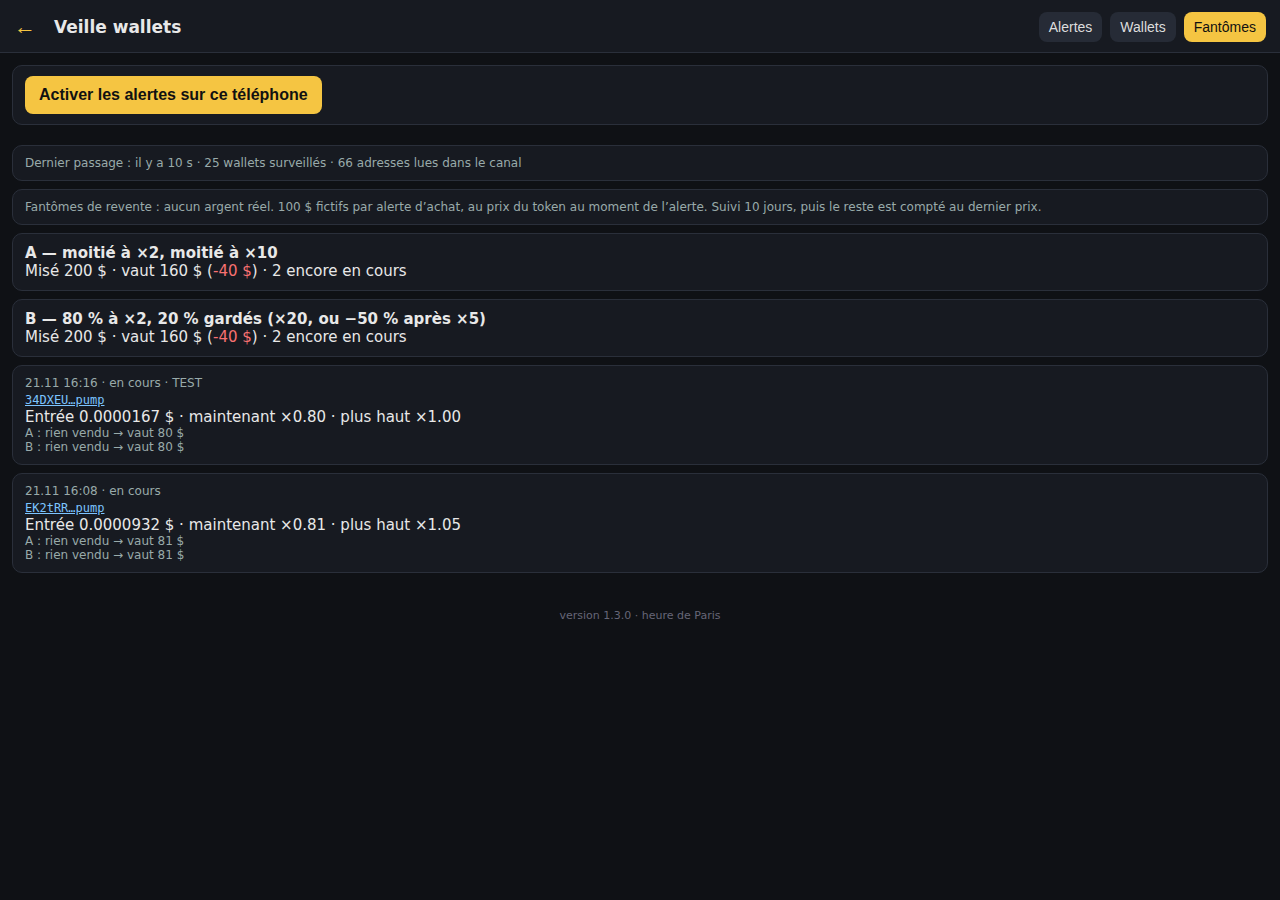 ← Veille wallets Alertes Wallets Fantômes
Activer les alertes sur ce téléphone
Dernier passage : il y a 10 s · 25 wallets surveillés · 66 adresses lues dans le canal
Fantômes de revente : aucun argent réel. 100 $ fictifs par alerte d’achat, au prix du token au moment de l’alerte. Suivi 10 jours, puis le reste est compté au dernier prix.
A — moitié à ×2, moitié à ×10
Misé 200 $ · vaut 160 $ (-40 $) · 2 encore en cours
B — 80 % à ×2, 20 % gardés (×20, ou −50 % après ×5)
Misé 200 $ · vaut 160 $ (-40 $) · 2 encore en cours
21.11 16:16 · en cours · TEST
34DXEU…pump
Entrée 0.0000167 $ · maintenant ×0.80 · plus haut ×1.00
A : rien vendu → vaut 80 $
B : rien vendu → vaut 80 $
21.11 16:08 · en cours
EK2tRR…pump
Entrée 0.0000932 $ · maintenant ×0.81 · plus haut ×1.05
A : rien vendu → vaut 81 $
B : rien vendu → vaut 81 $
version 1.3.0 · heure de Paris